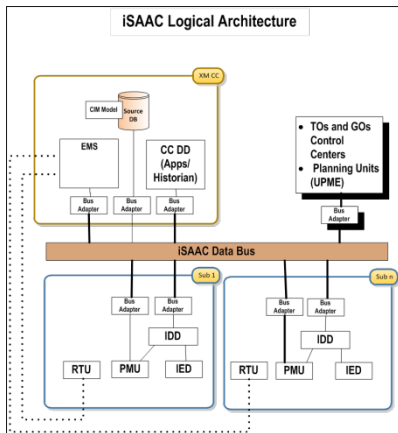 iSAAC Logical Architecture
XM CC
CIM Model
Source
DB
EMS
CC DD
(Apps/
Historian)
• TOs and GOs
Control
Centers
• Planning Units
(UPME)
Bus
Adapter
Bus
Adapter
Bus
Adapter
Bus
Adapter
iSAAC Data Bus
Sub 1
Sub n
Bus
Adapter
Bus
Adapter
Bus
Adapter
Bus
Adapter
IDD
IDD
RTU
PMU
IED
RTU
PMU
IED